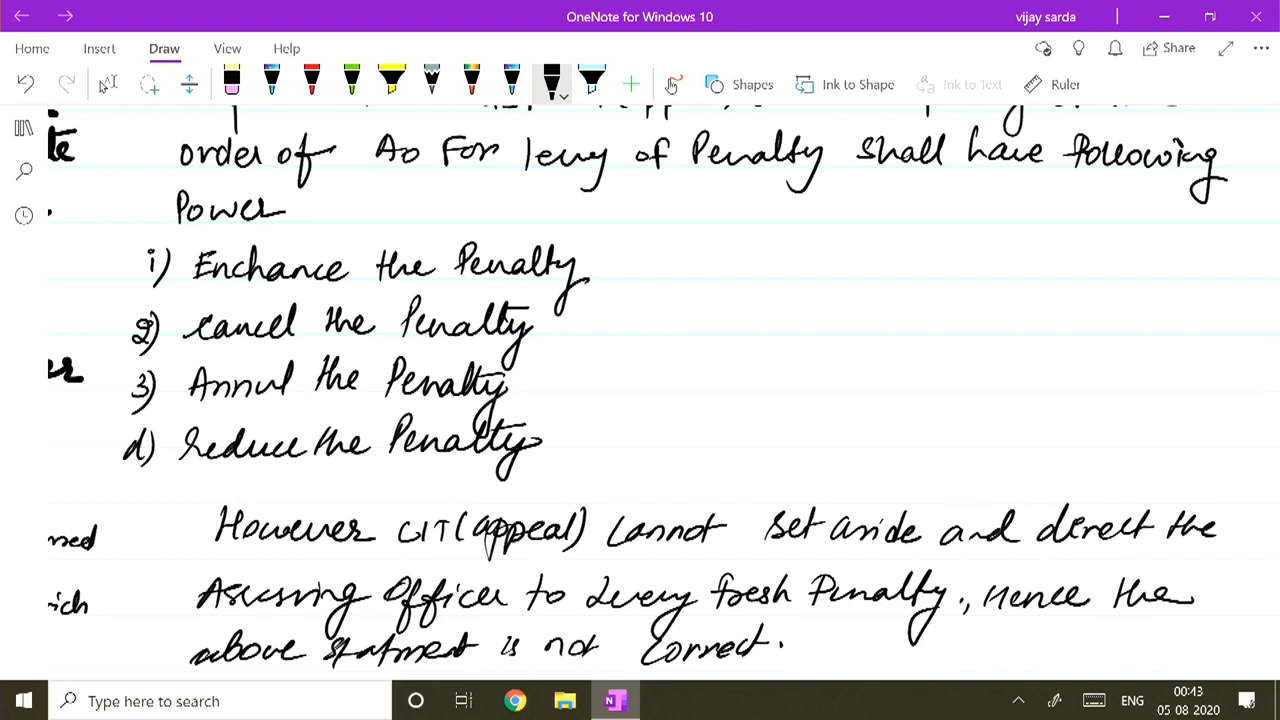 OneNote for Windows 10
vijay sarda
Home Insert Draw View Help
Share
Shapes Ink to Shape Ink to Text Ruler
order of Ao For levy of Penalty shall have following
Power
i) Enchance the Penalty
2) cancel the Penalty
3) Annul the Penalty
d) reduce the Penalty
However CIT(appeal) cannot set aside and direct the
Assessing Officer to levery fresh Penalty., Hence the
above statment is not correct.
Type here to search
ENG
00:43
05-08-2020